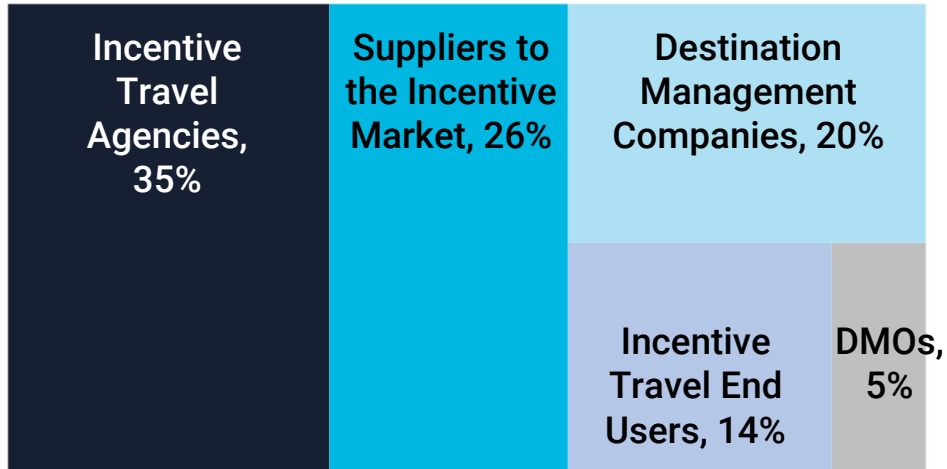 Incentive
Travel
Agencies,
35%
Suppliers to
the Incentive
Market, 26%
Destination
Management
Companies, 20%
Incentive
Travel End
Users, 14%
DMOs,
5%